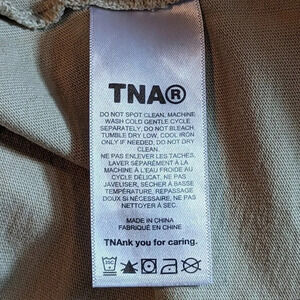 TNA®
DO NOT SPOT CLEAN, MACHINE
WASH COLD GENTLE CYCLE
SEPARATELY, DO NOT BLEACH
TUMBLE DRY LOW, COOL IRON
ONLY IF NEEDED, DO NOT DRY
CLEAN.
NE PAS ENLEVER LES TACHES,
LAVER SÉPARÉMENT À LA
MACHINE À L'EAU FROIDE AU
CYCLE DÉLICAT, NE PAS
JAVELISER, SÉCHER À BASSE
TEMPÉRATURE, REPASSAGE
DOUX SI NÉCESSAIRE, NE PAS
NETTOYER À SEC.
MADE IN CHINA
FABRIQUÉ EN CHINE
TNAnk you for caring.